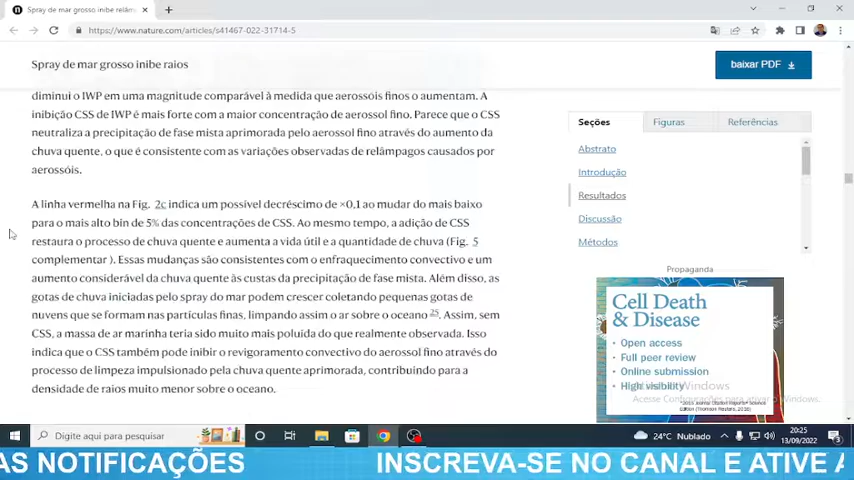 Spray de mar grosso inibe relâm
https://www.nature.com/articles/s41467-022-31714-5
Spray de mar grosso inibe raios
baixar PDF
diminui o IWP em uma magnitude comparável à medida que aerossóis finos o aumentam. A
inibição CSS de IWP é mais forte com a maior concentração de aerossol fino. Parece que o CSS
neutraliza a precipitação de fase mista aprimorada pelo aerossol fino através do aumento da
chuva quente, o que é consistente com as variações observadas de relâmpagos causados por
aerossóis.
A linha vermelha na Fig. 2c indica um possível decréscimo de ×0,1 ao mudar do mais baixo
para o mais alto bin de 5% das concentrações de CSS. Ao mesmo tempo, a adição de CSS
restaura o processo de chuva quente e aumenta a vida útil e a quantidade de chuva (Fig. 5
complementar ). Essas mudanças são consistentes com o enfraquecimento convectivo e um
aumento considerável da chuva quente às custas da precipitação de fase mista. Além disso, as
gotas de chuva iniciadas pelo spray do mar podem crescer coletando pequenas gotas de
nuvens que se formam nas partículas finas, limpando assim o ar sobre o oceano 25. Assim, sem
CSS, a massa de ar marinha teria sido muito mais poluída do que realmente observada. Isso
indica que o CSS também pode inibir o revigoramento convectivo do aerossol fino através do
processo de limpeza impulsionado pela chuva quente aprimorada, contribuindo para a
densidade de raios muito menor sobre o oceano.
Seções
Figuras
Referências
Abstrato
Introdução
Resultados
Discussão
Métodos
Propaganda
Cell Death
& Disease
• Open access
• Full peer review
• Online submission
• High visibility
Windows
Acesse Configurações para ativar o Windows.
Digite aqui para pesquisar
24°C Nublado
20:25
13/09/2022
3
AS NOTIFICAÇÕES
INSCREVA-SE NO CANAL E ATIVE A